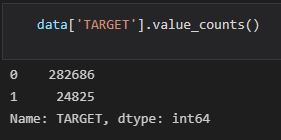 data['TARGET'].value_counts()
0    282686
1     24825
Name: TARGET, dtype: int64